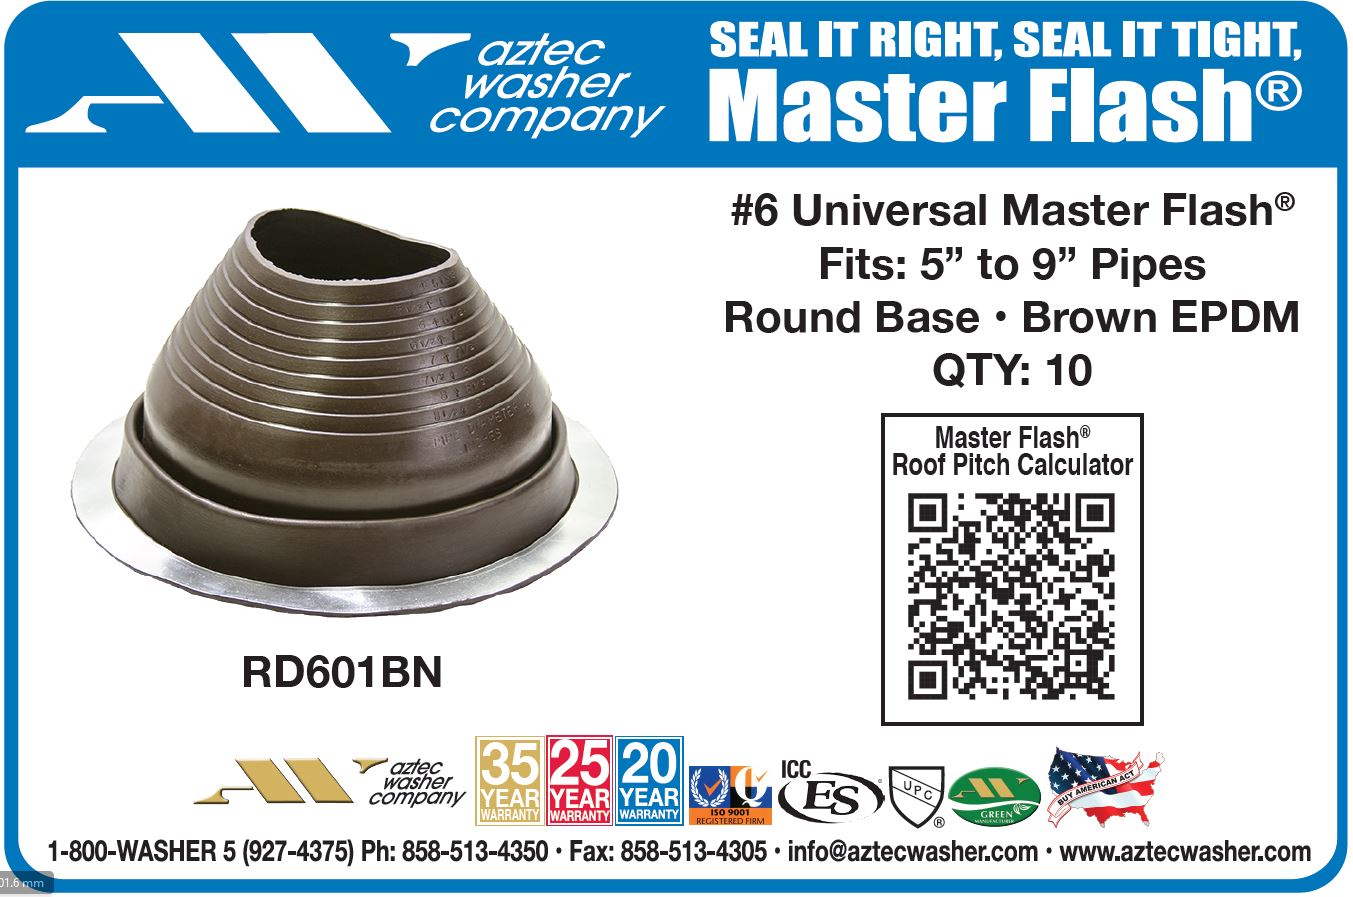 aztec
washer
company
SEAL IT RIGHT, SEAL IT TIGHT,
Master Flash®
#6 Universal Master Flash®
Fits: 5” to 9” Pipes
Round Base • Brown EPDM
QTY: 10
Master Flash®
Roof Pitch Calculator
RD601BN
aztec
washer
company
35
YEAR
WARRANTY
25
YEAR
WARRANTY
20
YEAR
WARRANTY
Q
ISO 9001
REGISTERED FIRM
ICC
ES
UPC
®
GREEN
MANUFACTURER
BUY AMERICAN ACT
1-800-WASHER 5 (927-4375) Ph: 858-513-4350 • Fax: 858-513-4305 • info@aztecwasher.com • www.aztecwasher.com
01.6 mm